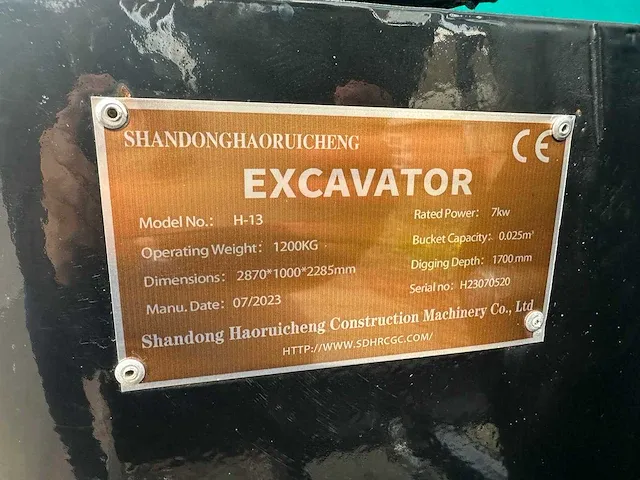 SHANDONGHAORUICHENG
CE
EXCAVATOR
Model No.: H-13
Operating Weight: 1200KG
Dimensions: 2870*1000*2285mm
Manu. Date: 07/2023
Rated Power: 7kw
Bucket Capacity: 0.025m³
Digging Depth: 1700 mm
Serial no: H23070520
Shandong Haoruicheng Construction Machinery Co., Ltd
HTTP://WWW.SDHRCGC.COM/